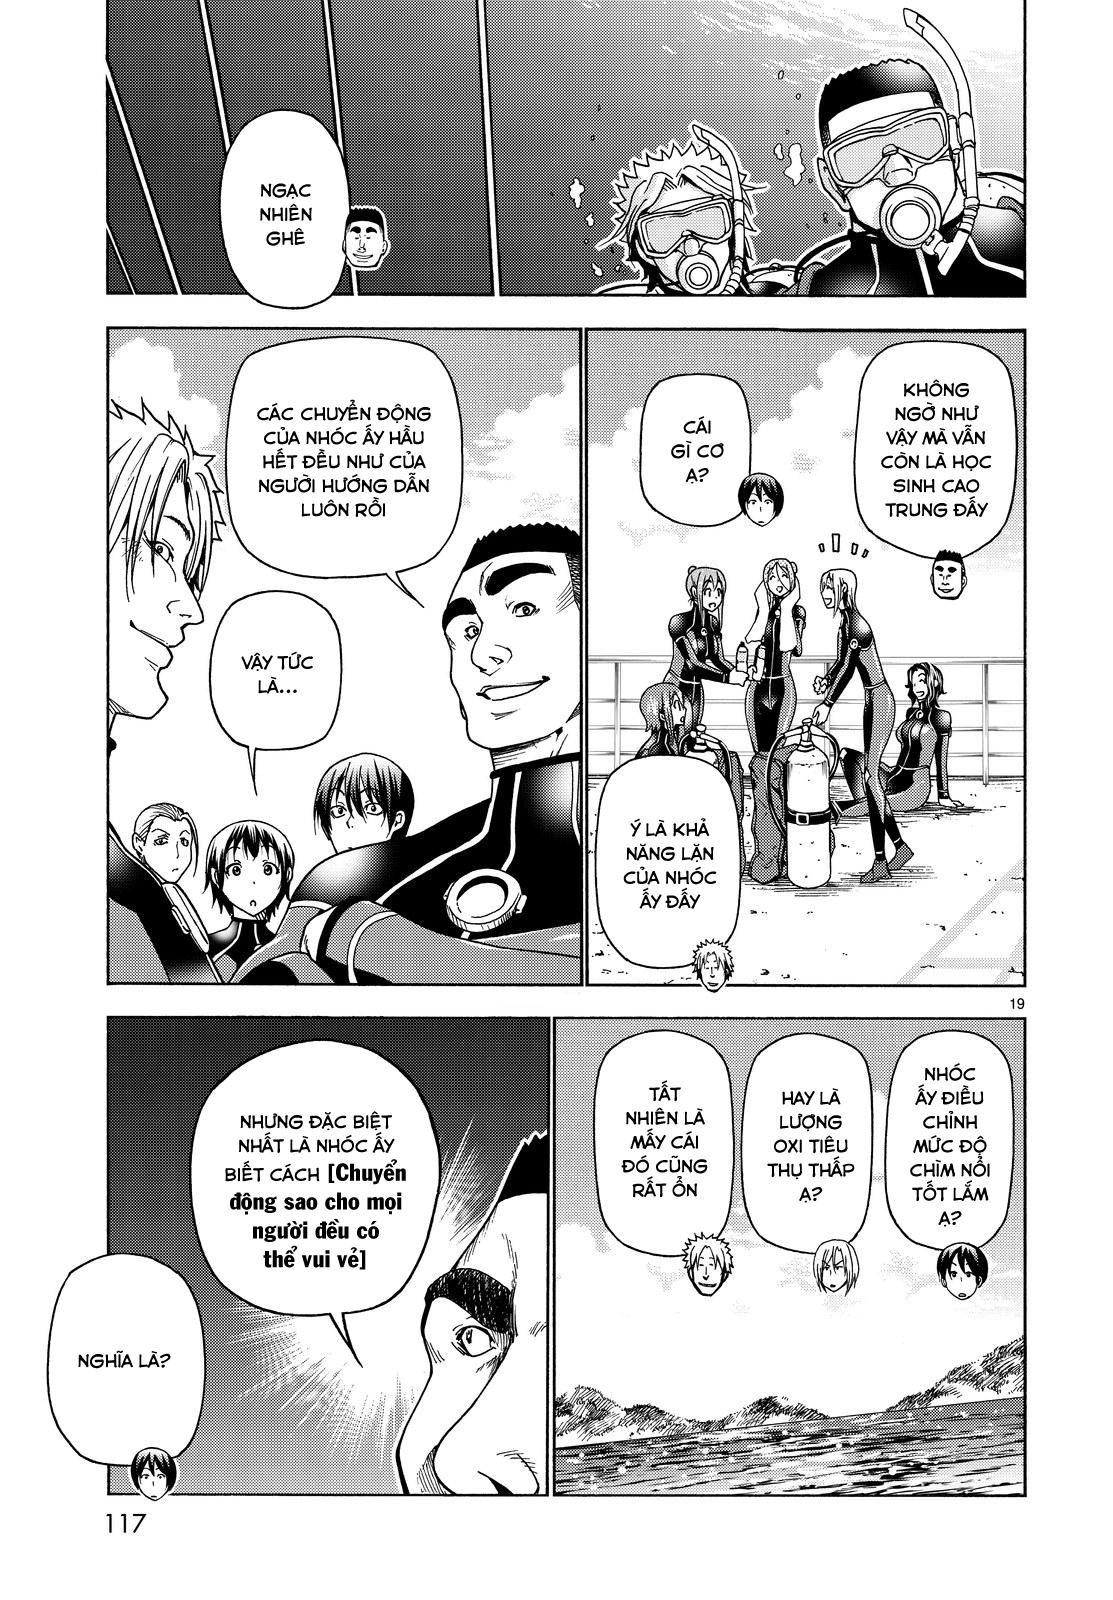 NGẠC
NHIÊN
GHÊ
KHÔNG
NGỜ NHƯ
VẬY MÀ VẪN
CÒN LÀ HỌC
SINH CAO
TRUNG ĐẤY
CÁI
GÌ CƠ
Ạ?
Ý LÀ KHẢ
NĂNG LẶN
CỦA NHÓC
ẤY ĐẤY
CÁC CHUYỂN ĐỘNG
CỦA NHÓC ẤY HẦU
HẾT ĐỀU NHƯ CỦA
NGƯỜI HƯỚNG DẪN
LUÔN RỒI
VẬY TỨC
LÀ...
19
NHÓC
ẤY ĐIỀU
CHỈNH
MỨC ĐỘ
CHÌM NỔI
TỐT LẮM
Ạ?
HAY LÀ
LƯỢNG
OXI TIÊU
THỤ THẤP
Ạ?
TẤT
NHIÊN LÀ
MẤY CÁI
ĐÓ CŨNG
RẤT ỔN
NHƯNG ĐẶC BIỆT
NHẤT LÀ NHÓC ẤY
BIẾT CÁCH [Chuyển
động sao cho mọi
người đều có
thể vui vẻ]
NGHĨA LÀ?
117